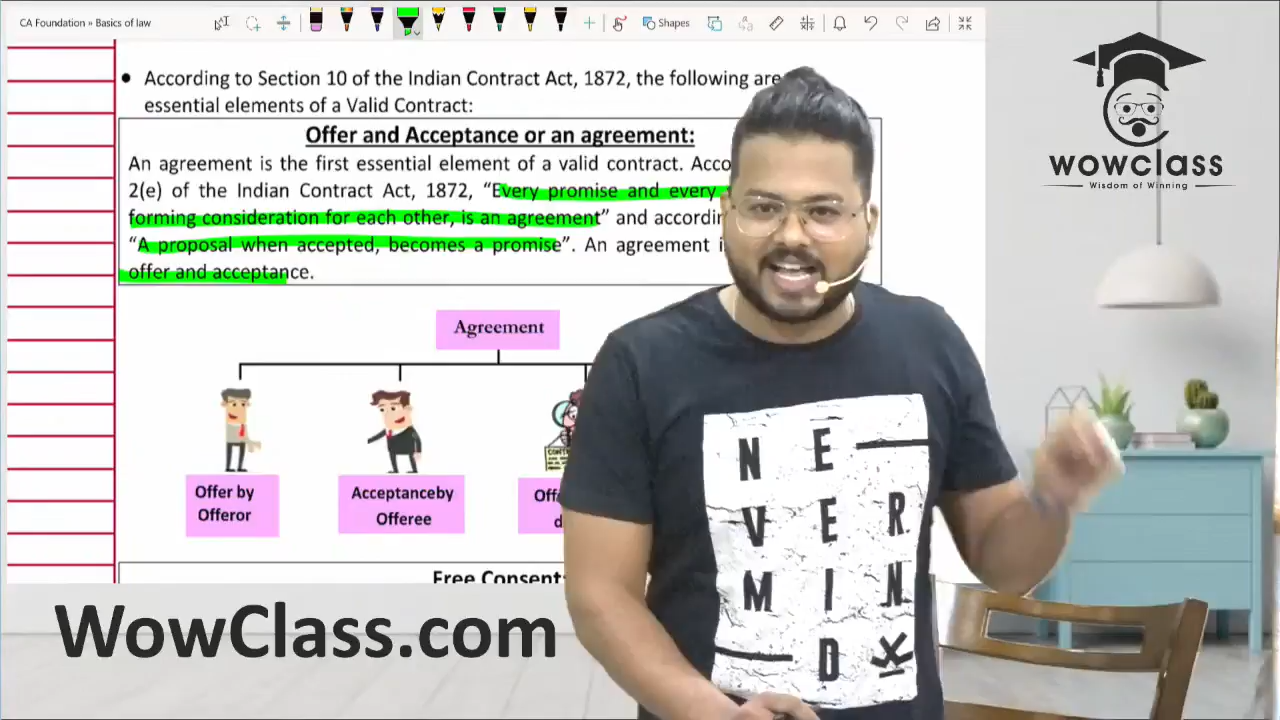 CA Foundation » Basics of law
Shapes
• According to Section 10 of the Indian Contract Act, 1872, the following are
essential elements of a Valid Contract:
Offer and Acceptance or an agreement:
An agreement is the first essential element of a valid contract.
2(e) of the Indian Contract Act, 1872, “Every promise and every
forming consideration for each other, is an agreement” and
“A proposal when accepted, becomes a promise”. An agreement
offer and acceptance.
Agreement
Offer by
Offeror
Acceptanceby
Offeree
Free Consent
WowClass.com
wowclass
Wisdom of Winning
NE
VER
MIN
D